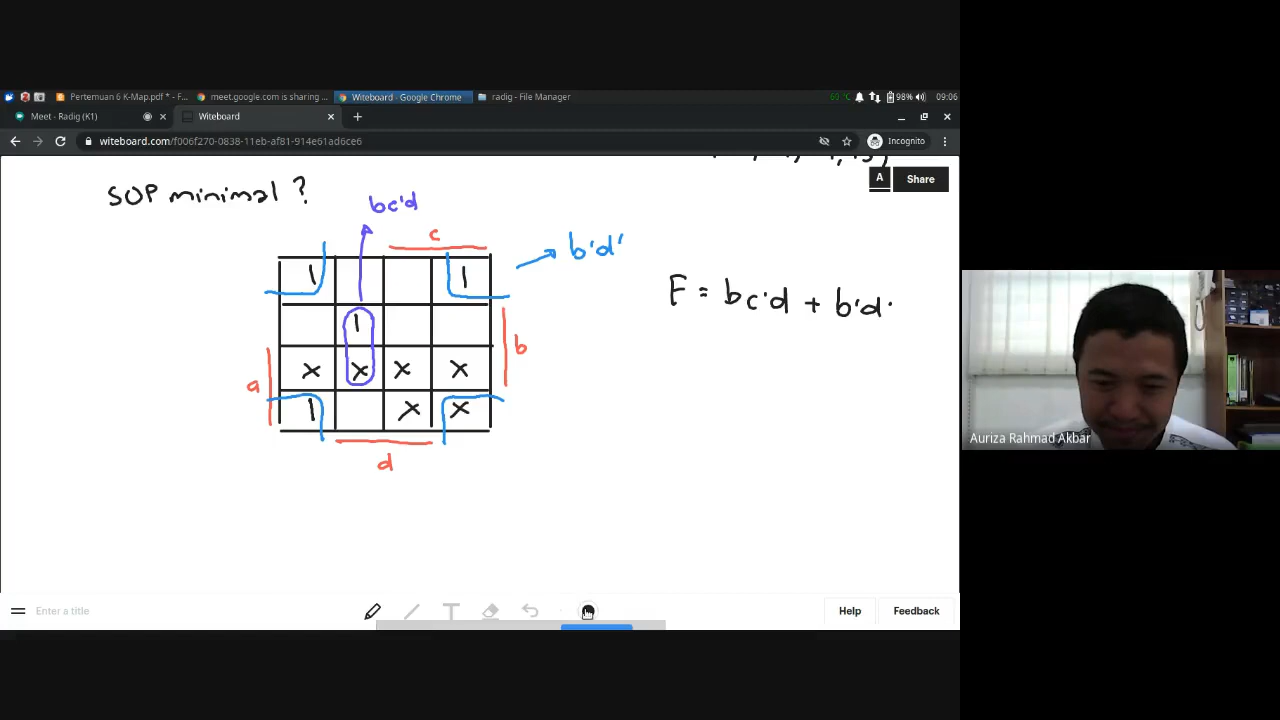 Pertemuan 6 K-Map.pdf * - F...
meet.google.com is sharing ...
Witeboard - Google Chrome
radig - File Manager
60 °C
98%
09:06
Meet - Radig (K1)
Witeboard
witeboard.com/f006f270-0838-11eb-af81-914e61ad6ce6
Incognito
A
Share
SOP minimal ?
bc'd
c
b'd'
1 1
F = bc'd + b'd'
1
b
x x x x
a
1 x x
d
Auriza Rahmad Akbar
Enter a title
T
Help
Feedback